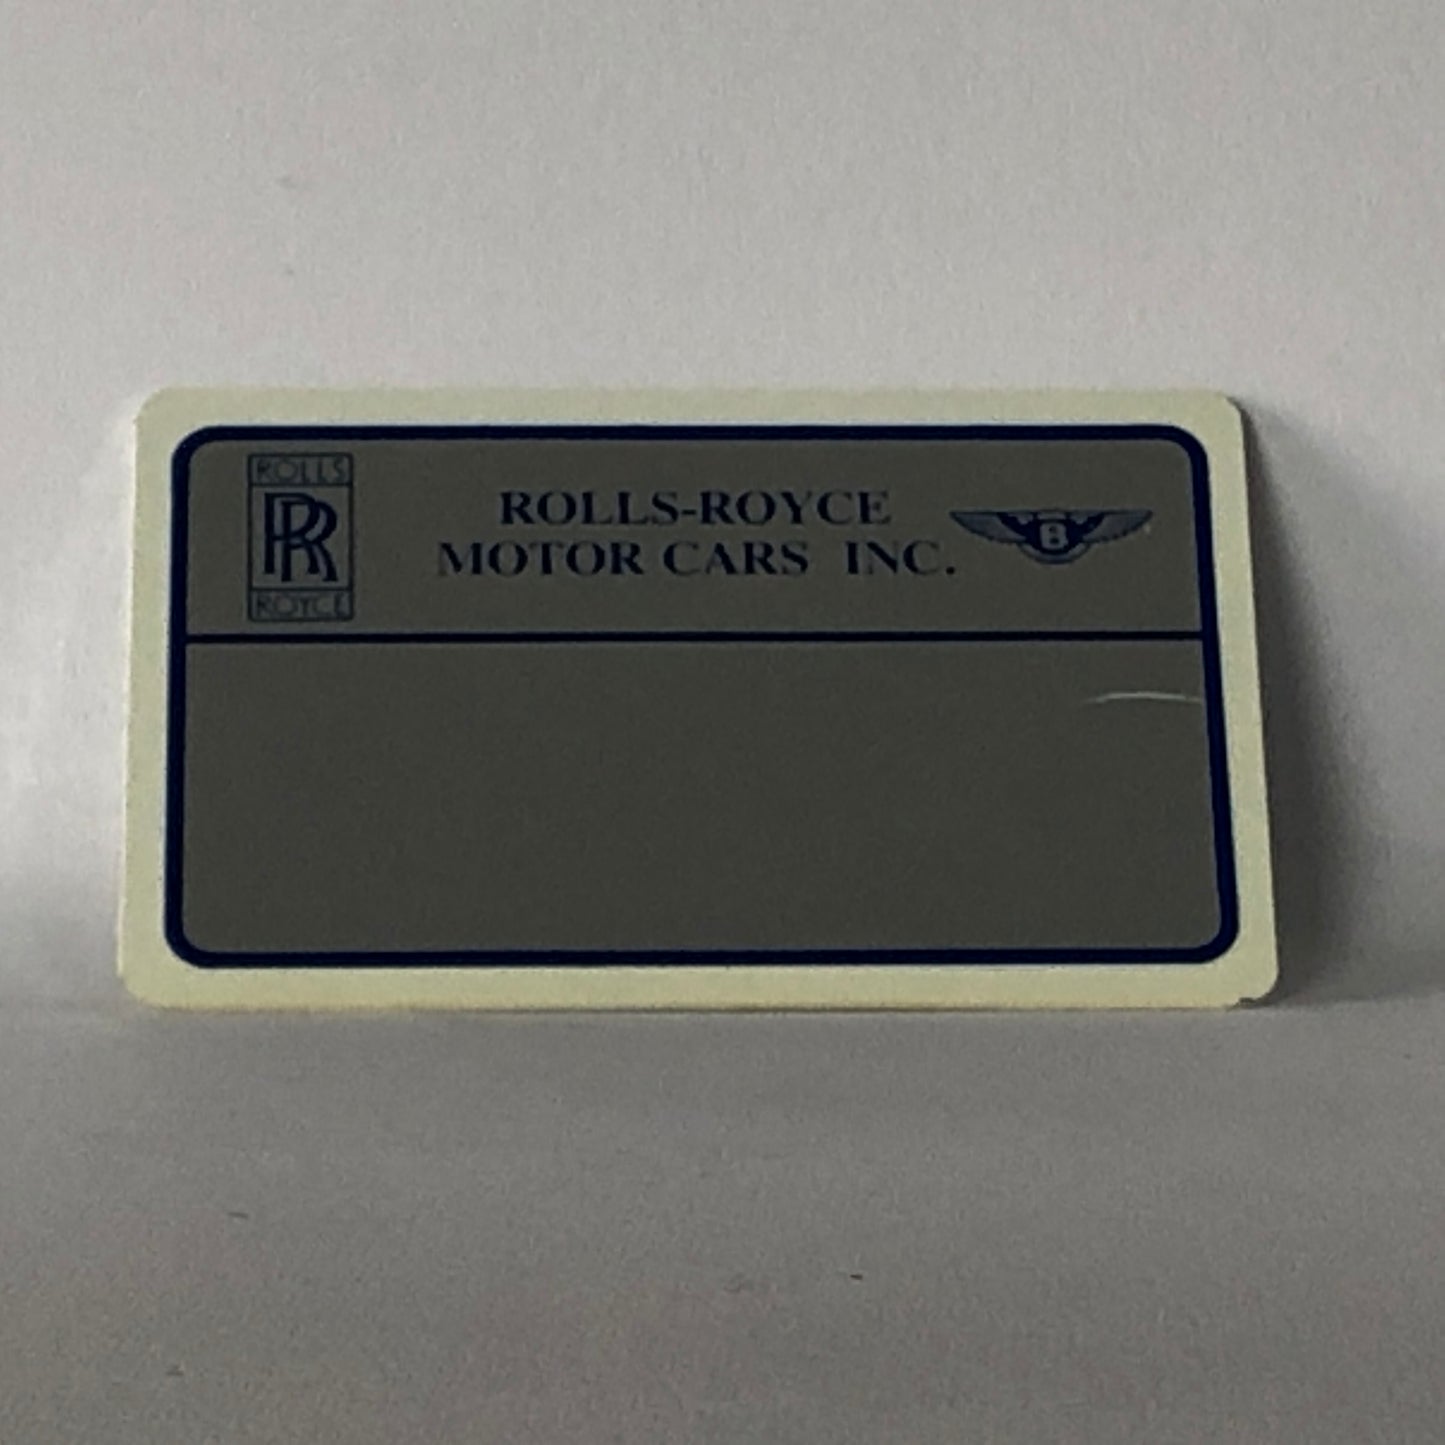 ROLLS
RR
ROYCE
ROLLS-ROYCE
MOTOR CARS INC.
B